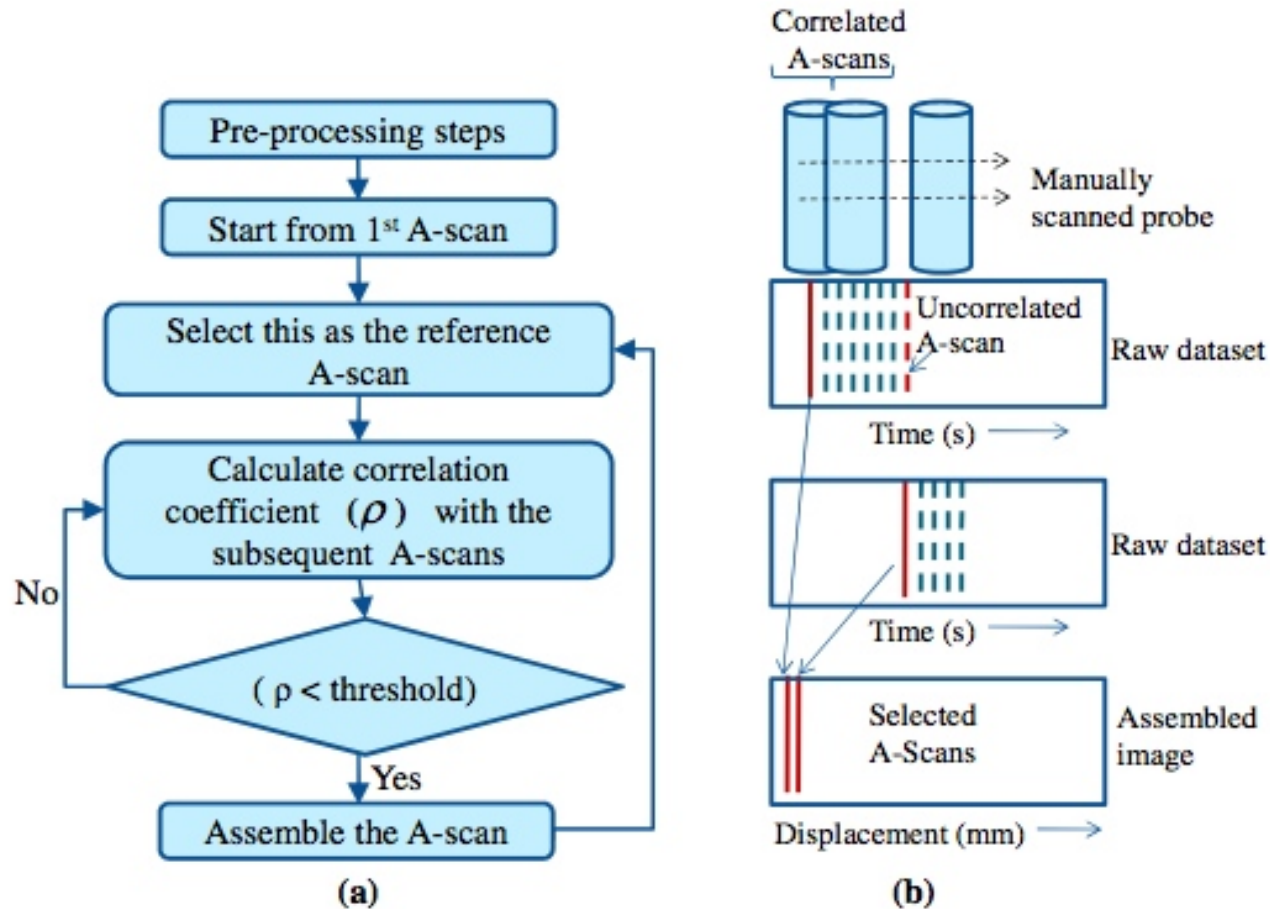 Pre-processing steps
Start from 1st A-scan
Select this as the reference
A-scan
Calculate correlation
coefficient (ρ) with the
subsequent A-scans
No
( ρ < threshold)
Yes
Assemble the A-scan
(a)
Correlated
A-scans
Manually
scanned probe
Uncorrelated
A-scan
Raw dataset
Time (s)
Raw dataset
Time (s)
Selected
A-Scans
Assembled
image
Displacement (mm)
(b)